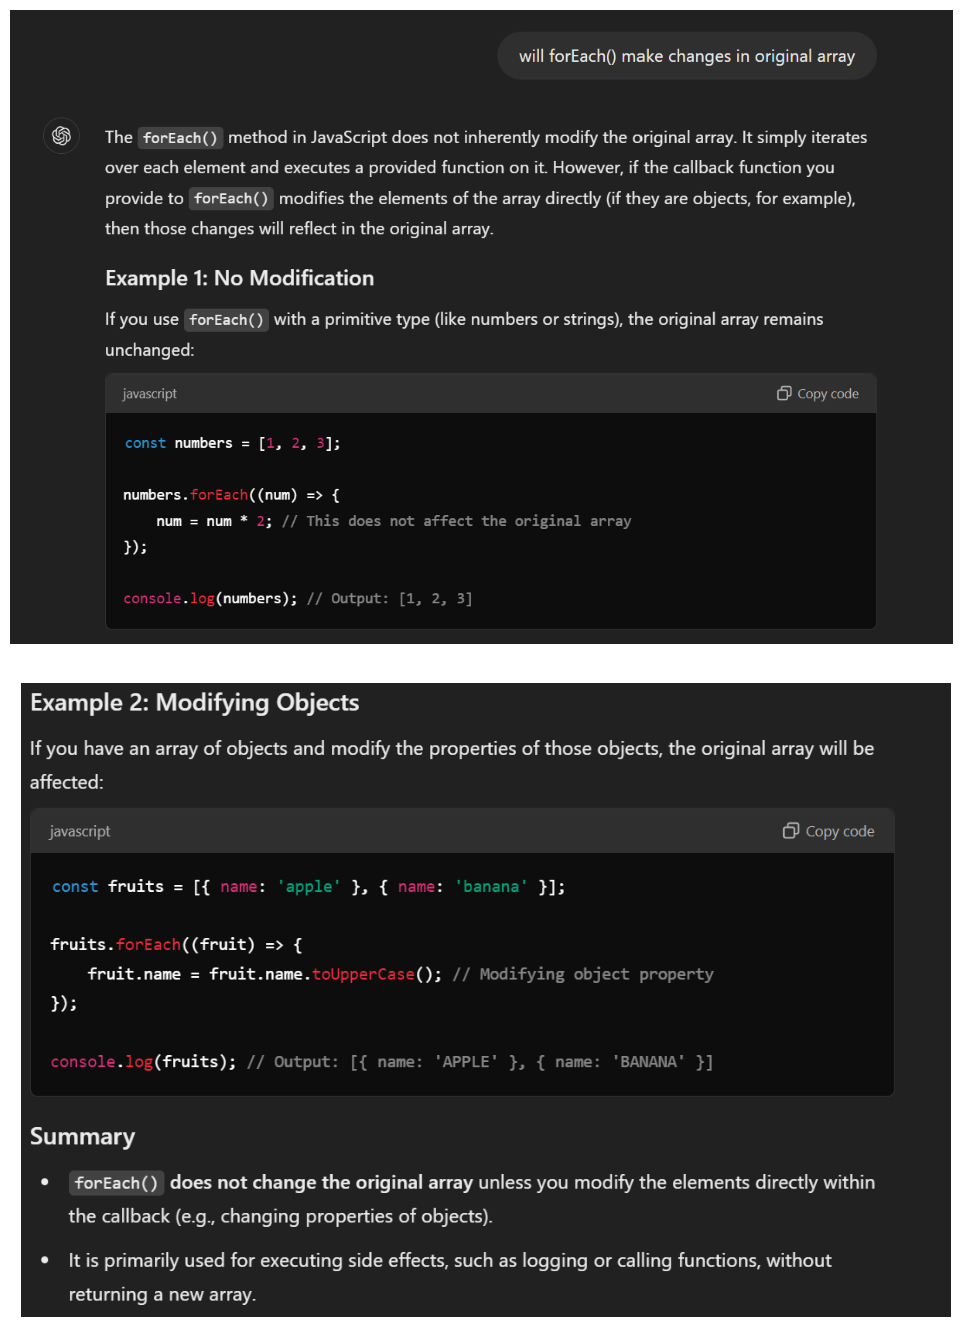 will forEach() make changes in original array
The forEach() method in JavaScript does not inherently modify the original array. It simply iterates
over each element and executes a provided function on it. However, if the callback function you
provide to forEach() modifies the elements of the array directly (if they are objects, for example),
then those changes will reflect in the original array.
Example 1: No Modification
If you use forEach() with a primitive type (like numbers or strings), the original array remains
unchanged:
javascript Copy code
const numbers = [1, 2, 3];
numbers.forEach((num) => {
    num = num * 2; // This does not affect the original array
});
console.log(numbers); // Output: [1, 2, 3]
Example 2: Modifying Objects
If you have an array of objects and modify the properties of those objects, the original array will be
affected:
javascript Copy code
const fruits = [{ name: 'apple' }, { name: 'banana' }];
fruits.forEach((fruit) => {
    fruit.name = fruit.name.toUpperCase(); // Modifying object property
});
console.log(fruits); // Output: [{ name: 'APPLE' }, { name: 'BANANA' }]
Summary
• forEach() does not change the original array unless you modify the elements directly within
the callback (e.g., changing properties of objects).
• It is primarily used for executing side effects, such as logging or calling functions, without
returning a new array.